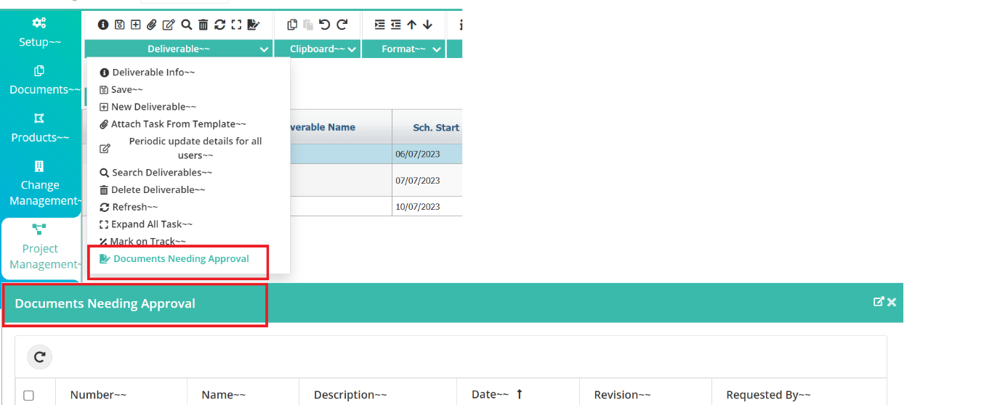 Setup~~
Documents~~
Products~~
Change
Management~
Project
Management~
Deliverable~~
Clipboard~~
Format~~
Deliverable Info~~
Save~~
New Deliverable~~
Attach Task From Template~~
Periodic update details for all
users~~
Search Deliverables~~
Delete Deliverable~~
Refresh~~
Expand All Task~~
Mark on Track~~
Documents Needing Approval
verable Name
Sch. Start
06/07/2023
07/07/2023
10/07/2023
Documents Needing Approval
Number~~
Name~~
Description~~
Date~~ ↑
Revision~~
Requested By~~